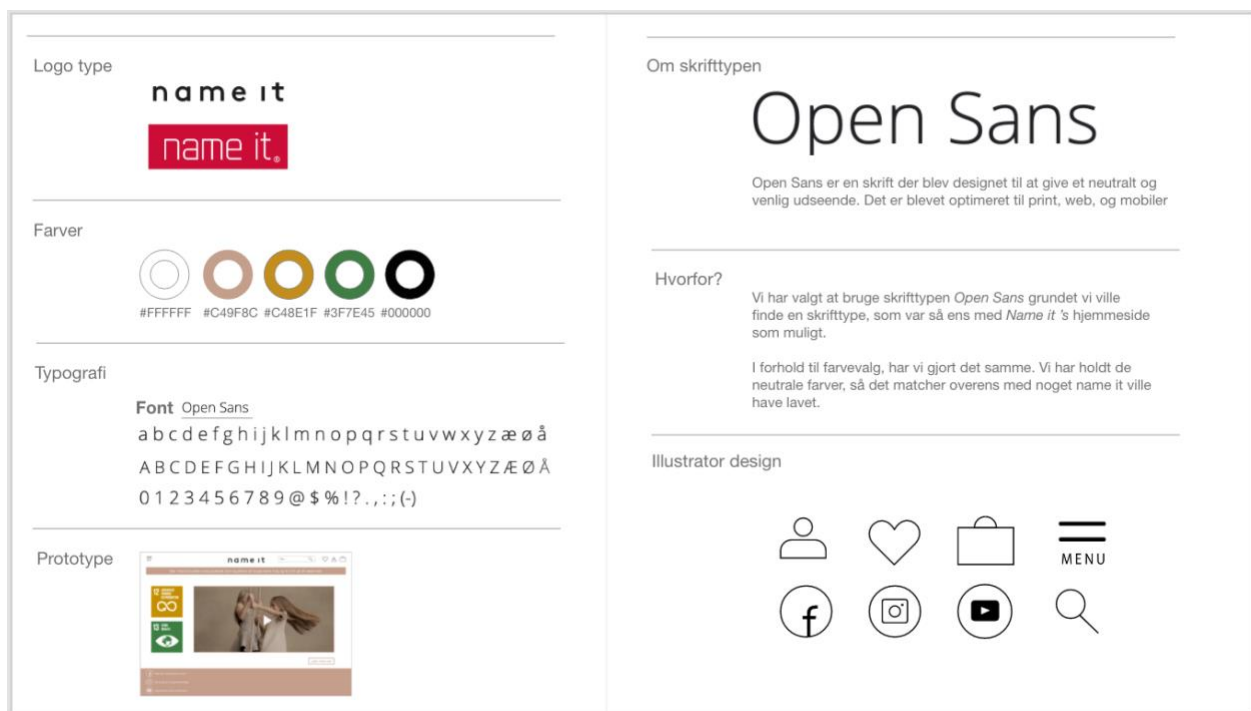 Logo type
name it
name it®
Farver
#FFFFFF #C49F8C #C48E1F #3F7E45 #000000
Typografi
Font Open Sans
a b c d e f g h i j k l m n o p q r s t u v w x y z æ ø å
A B C D E F G H I J K L M N O P Q R S T U V X Y Z Æ Ø Å
0 1 2 3 4 5 6 7 8 9 @ $ % ! ? . , : ; (-)
Prototype
name it
12
13
Om skrifttypen
Open Sans
Open Sans er en skrift der blev designet til at give et neutralt og
venlig udseende. Det er blevet optimeret til print, web, og mobiler
Hvorfor?
Vi har valgt at bruge skrifttypen Open Sans grundet vi ville
finde en skrifttype, som var så ens med Name it 's hjemmeside
som muligt.
I forhold til farvevalg, har vi gjort det samme. Vi har holdt de
neutrale farver, så det matcher overens med noget name it ville
have lavet.
Illustrator design
MENU
f